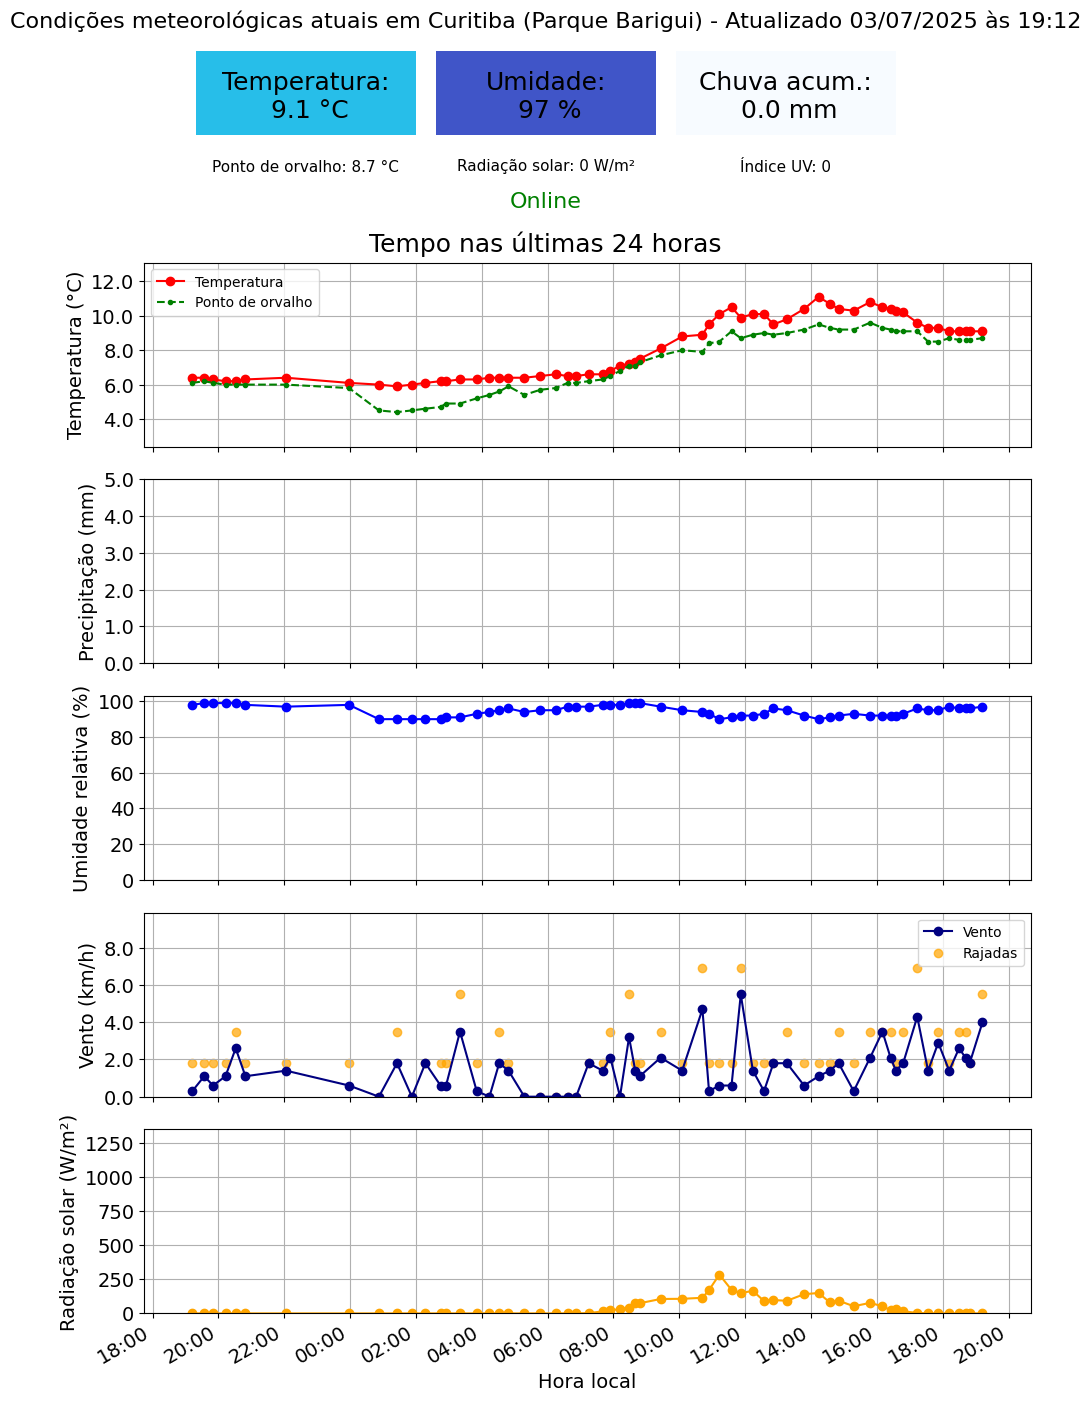 Condições meteorológicas atuais em Curitiba (Parque Barigui) - Atualizado 03/07/2025 às 19:12
Temperatura:
9.1 °C
Umidade:
97 %
Chuva acum.:
0.0 mm
Ponto de orvalho: 8.7 °C
Radiação solar: 0 W/m²
Índice UV: 0
Online
Tempo nas últimas 24 horas
Temperatura (°C)
12.0
10.0
8.0
6.0
4.0
Temperatura
Ponto de orvalho
Precipitação (mm)
5.0
4.0
3.0
2.0
1.0
0.0
Umidade relativa (%)
100
80
60
40
20
0
Vento (km/h)
8.0
6.0
4.0
2.0
0.0
Vento
Rajadas
Radiação solar (W/m²)
1250
1000
750
500
250
0
18:00
20:00
22:00
00:00
02:00
04:00
06:00
08:00
10:00
12:00
14:00
16:00
18:00
20:00
Hora local